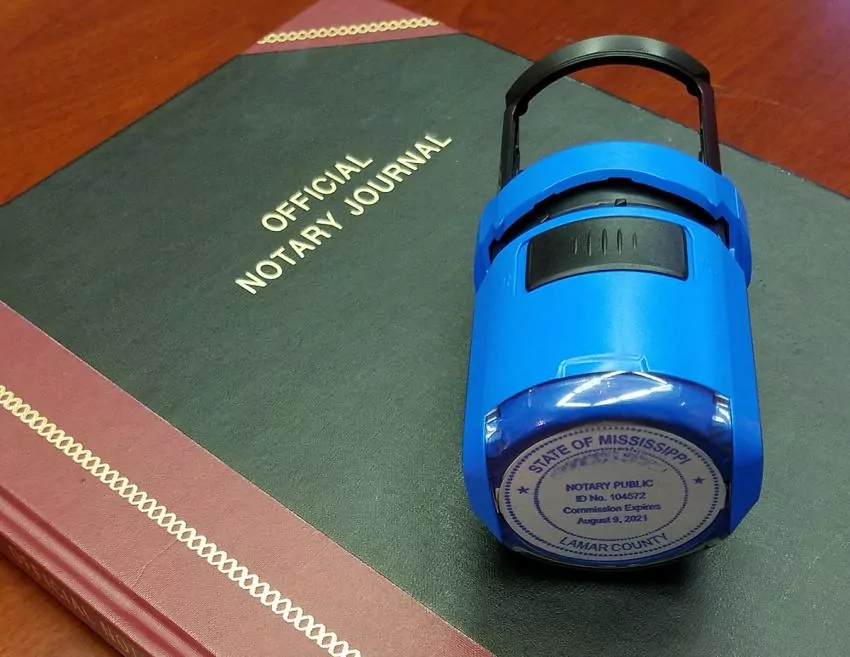 OFFICIAL
NOTARY JOURNAL
STATE OF MISSISSIPPI
NOTARY PUBLIC
ID No. 104572
Commission Expires
August 9, 2021
LAMAR COUNTY